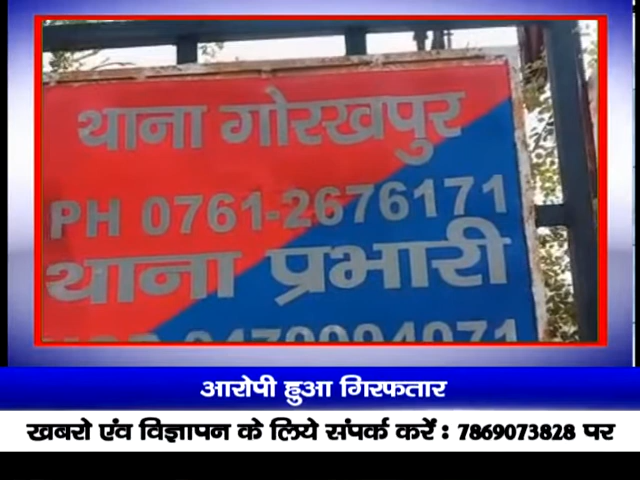 थाना गोरखपुर
PH 0761-2676171
थाना प्रभारी
आरोपी हुआ गिरफतार
खबरो एंव विज्ञापन के लिये संपर्क करें : 7869073828 पर